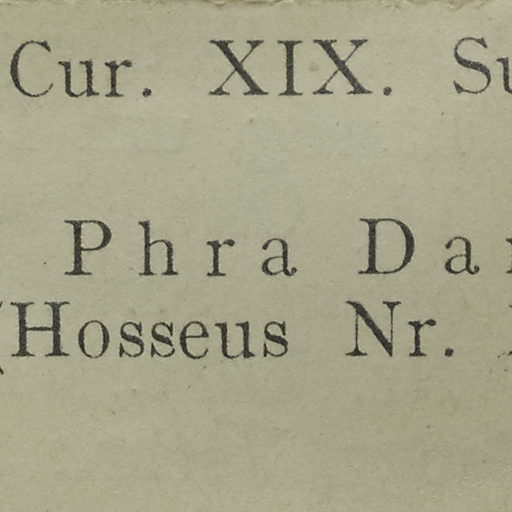 Cur. XIX. Su
Phra Da
(Hosseus Nr.